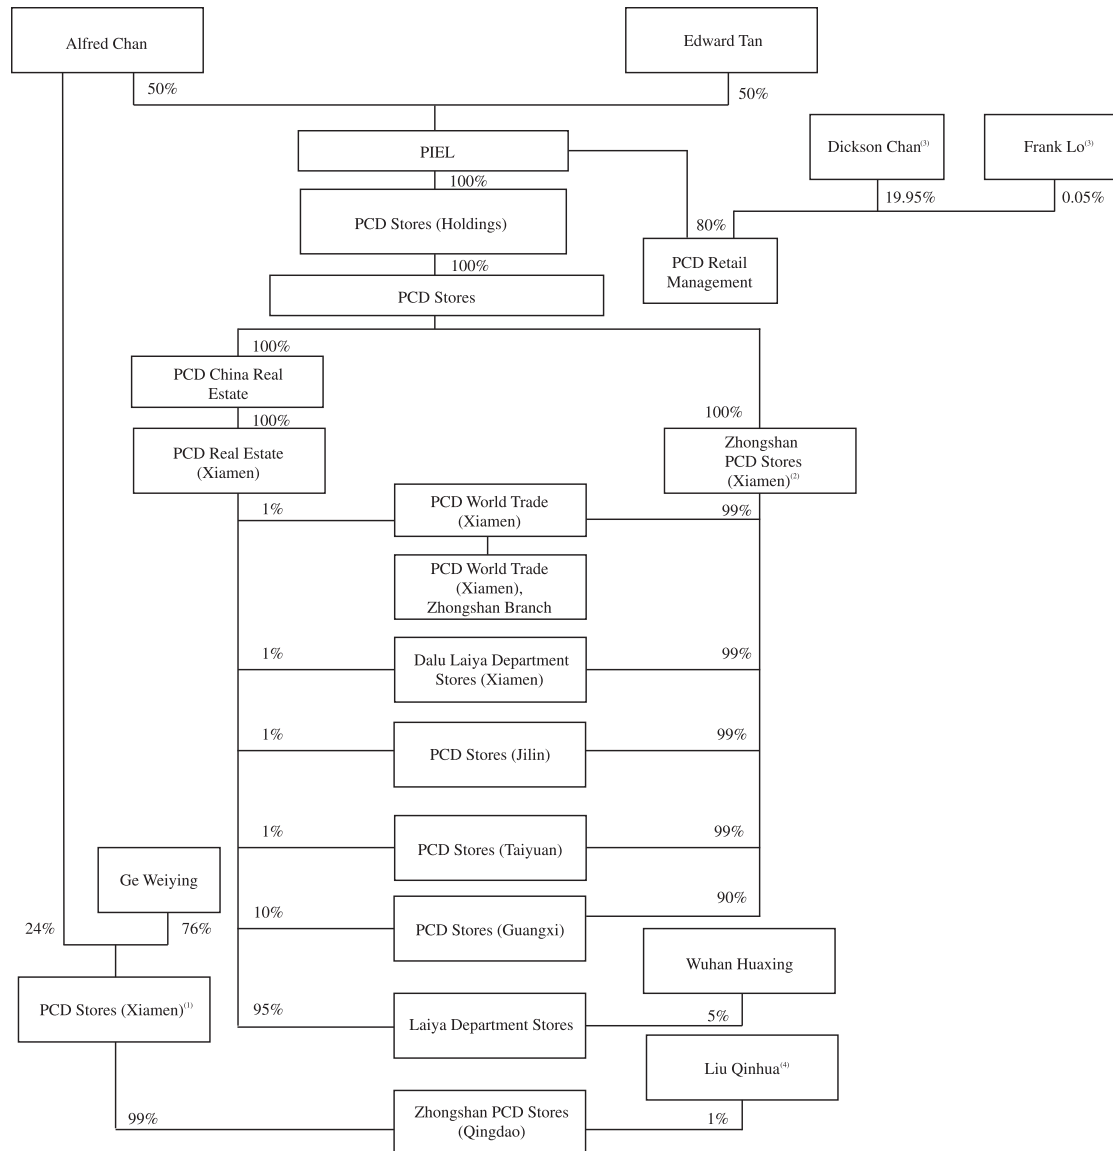 Alfred Chan
Edward Tan
50%
50%
Dickson Chan(3)
Frank Lo(3)
PIEL
100%
19.95%
0.05%
PCD Stores (Holdings)
80%
100%
PCD Retail
Management
PCD Stores
100%
PCD China Real
Estate
100%
100%
PCD Real Estate
(Xiamen)
Zhongshan
PCD Stores
(Xiamen)(2)
1%
PCD World Trade
(Xiamen)
99%
PCD World Trade
(Xiamen),
Zhongshan Branch
1%
Dalu Laiya Department
Stores (Xiamen)
99%
1%
PCD Stores (Jilin)
99%
1%
PCD Stores (Taiyuan)
99%
Ge Weiying
24%
76%
10%
PCD Stores (Guangxi)
90%
Wuhan Huaxing
PCD Stores (Xiamen)(1)
95%
Laiya Department Stores
5%
Liu Qinhua(4)
99%
Zhongshan PCD Stores
(Qingdao)
1%